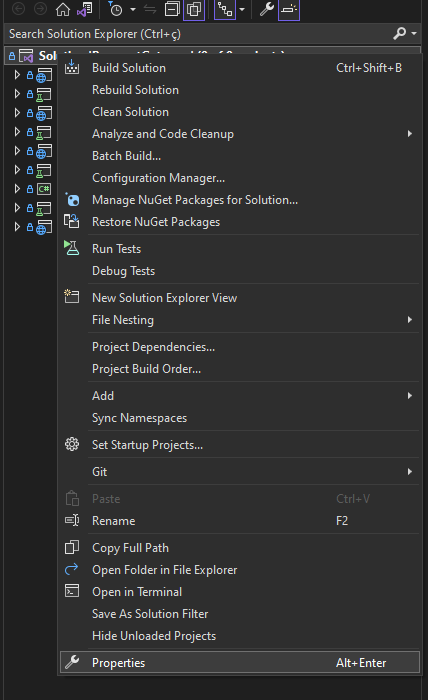 Search Solution Explorer (Ctrl+ç)
Build Solution Ctrl+Shift+B
Rebuild Solution
Clean Solution
Analyze and Code Cleanup
Batch Build...
Configuration Manager...
Manage NuGet Packages for Solution...
Restore NuGet Packages
Run Tests
Debug Tests
New Solution Explorer View
File Nesting
Project Dependencies...
Project Build Order...
Add
Sync Namespaces
Set Startup Projects...
Git
Paste Ctrl+V
Rename F2
Copy Full Path
Open Folder in File Explorer
Open in Terminal
Save As Solution Filter
Hide Unloaded Projects
Properties Alt+Enter
C#